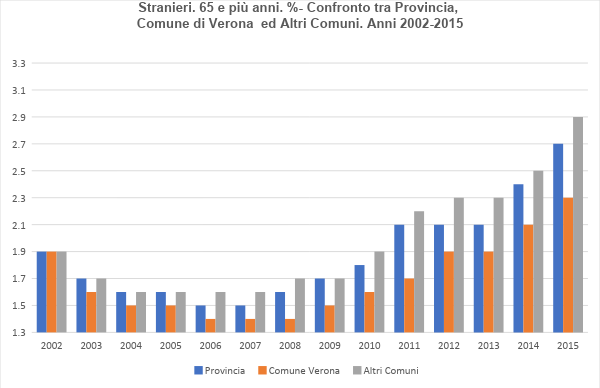 Stranieri. 65 e più anni. %- Confronto tra Provincia,
Comune di Verona ed Altri Comuni. Anni 2002-2015
3.3
3.1
2.9
2.7
2.5
2.3
2.1
1.9
1.7
1.5
1.3
2002 2003 2004 2005 2006 2007 2008 2009 2010 2011 2012 2013 2014 2015
Provincia Comune Verona Altri Comuni